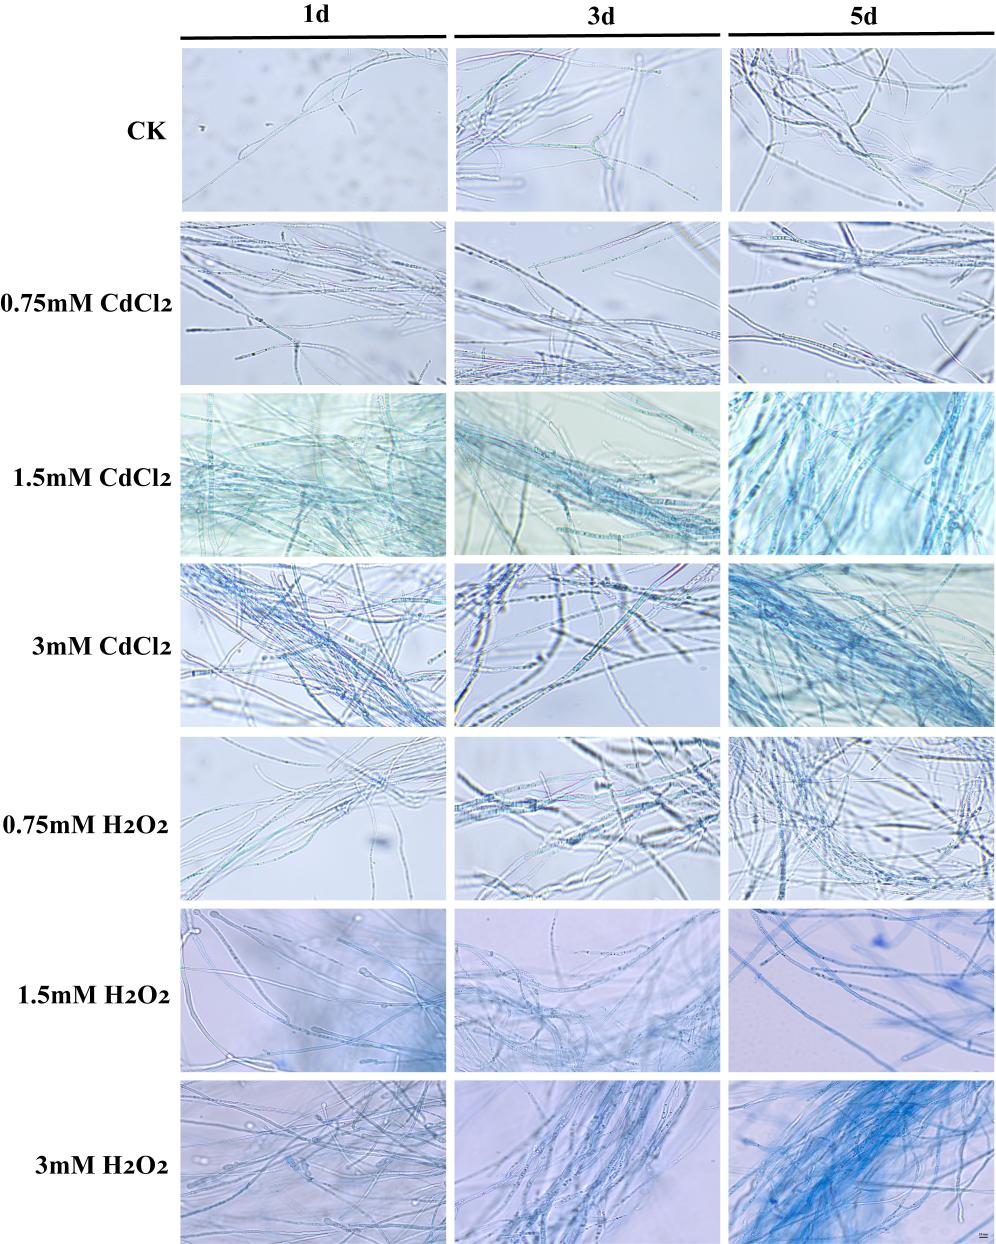 1d 3d 5d
CK
0.75mM CdCl2
1.5mM CdCl2
3mM CdCl2
0.75mM H2O2
1.5mM H2O2
3mM H2O2